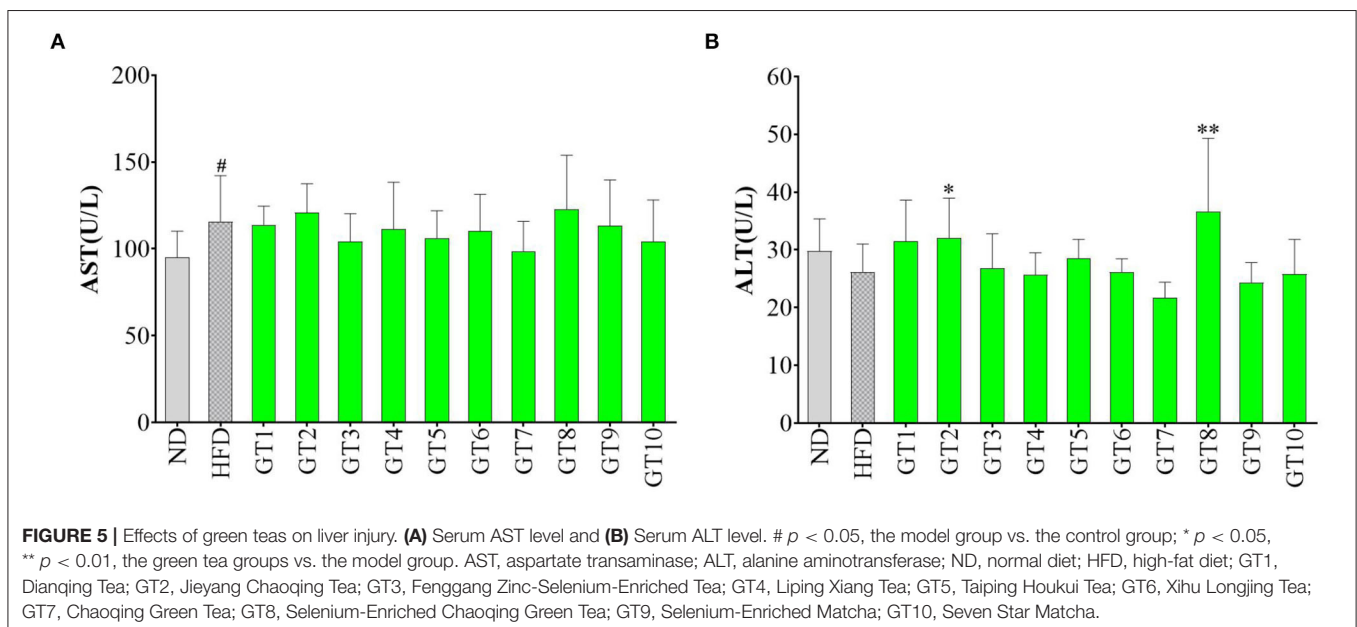 A
AST(U/L)
200
150
100
50
0
#
ND
HFD
GT1
GT2
GT3
GT4
GT5
GT6
GT7
GT8
GT9
GT10
B
ALT(U/L)
60
50
40
30
20
10
0
*
**
ND
HFD
GT1
GT2
GT3
GT4
GT5
GT6
GT7
GT8
GT9
GT10
FIGURE 5 | Effects of green teas on liver injury. (A) Serum AST level and (B) Serum ALT level. # p < 0.05, the model group vs. the control group; * p < 0.05,
** p < 0.01, the green tea groups vs. the model group. AST, aspartate transaminase; ALT, alanine aminotransferase; ND, normal diet; HFD, high-fat diet; GT1,
Dianqing Tea; GT2, Jieyang Chaoqing Tea; GT3, Fenggang Zinc-Selenium-Enriched Tea; GT4, Liping Xiang Tea; GT5, Taiping Houkui Tea; GT6, Xihu Longjing Tea;
GT7, Chaoqing Green Tea; GT8, Selenium-Enriched Chaoqing Green Tea; GT9, Selenium-Enriched Matcha; GT10, Seven Star Matcha.